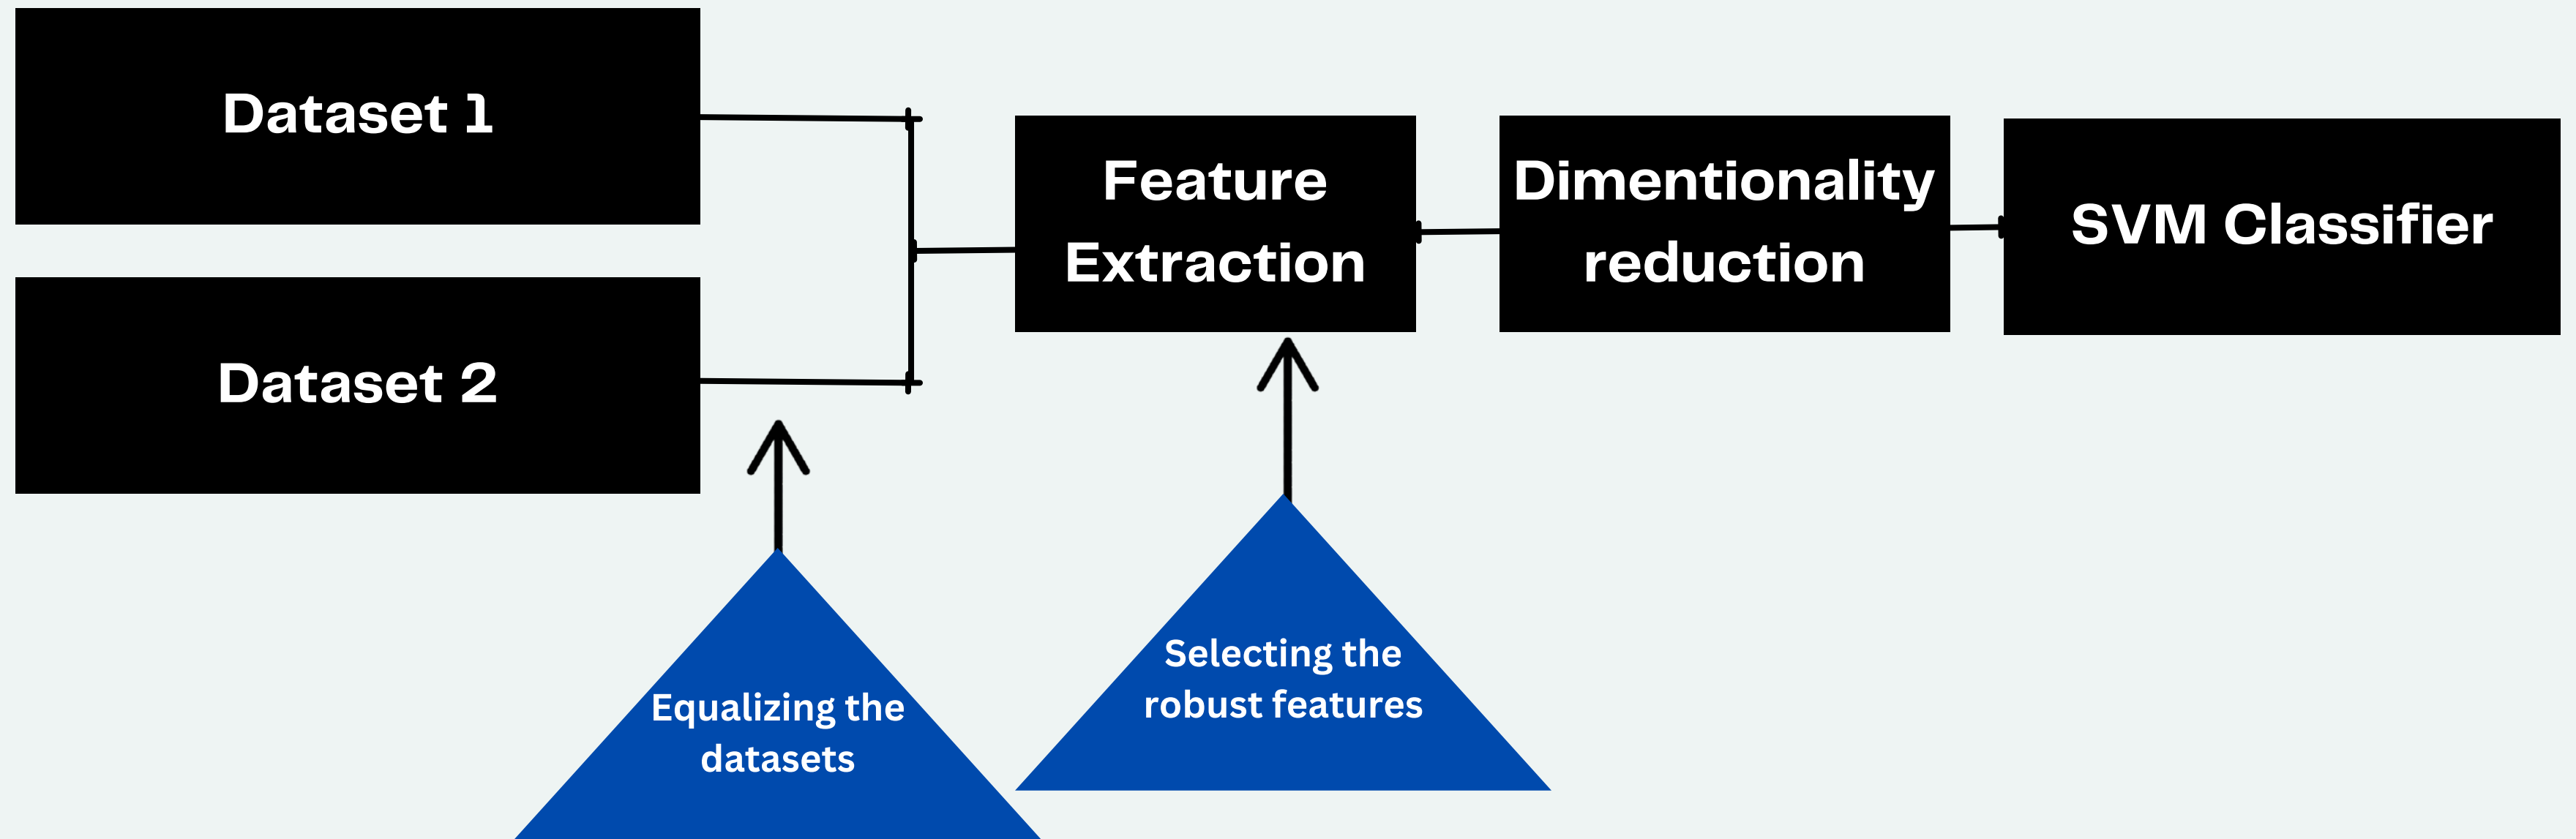 Dataset 1
Dataset 2
Feature
Extraction
Dimentionality
reduction
SVM Classifier
Equalizing the
datasets
Selecting the
robust features